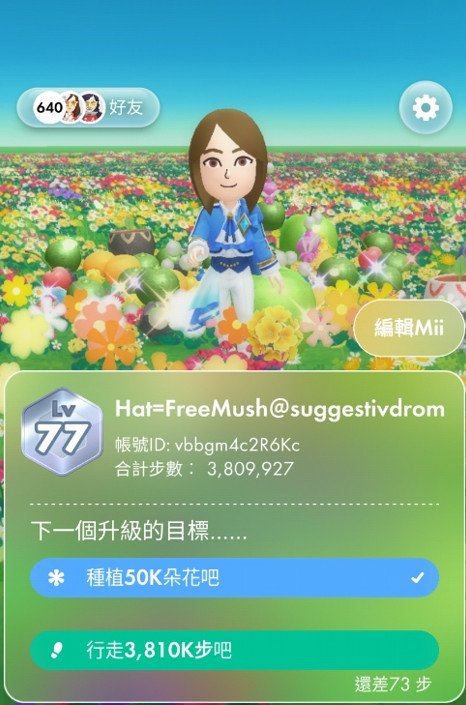 640 好友
編輯Mii
Lv
77
Hat=FreeMush@suggestivdrom
帳號ID: vbbgm4c2R6Kc
合計步數： 3,809,927
下一個升級的目標......
種植50K朵花吧
行走3,810K步吧
還差73 步